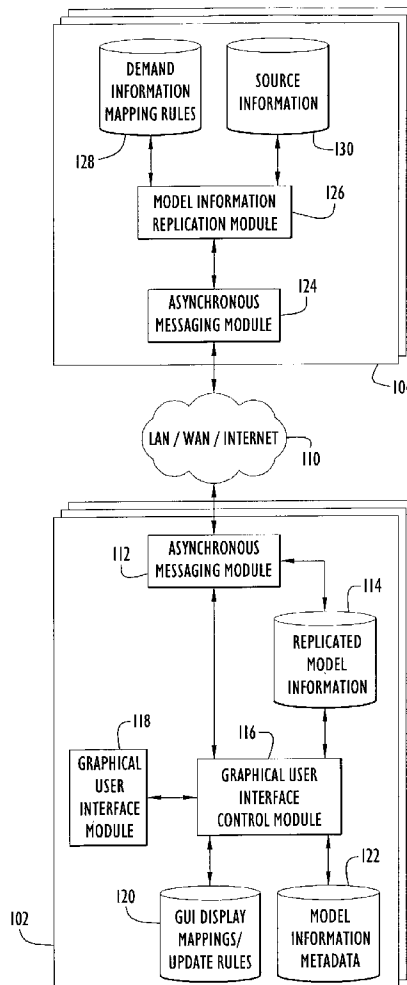 DEMAND
INFORMATION
MAPPING RULES
SOURCE
INFORMATION
128
130
MODEL INFORMATION
REPLICATION MODULE
126
ASYNCHRONOUS
MESSAGING MODULE
124
LAN / WAN / INTERNET
110
ASYNCHRONOUS
MESSAGING MODULE
112
114
REPLICATED
MODEL
INFORMATION
118
116
GRAPHICAL
USER
INTERFACE
MODULE
GRAPHICAL USER
INTERFACE
CONTROL MODULE
102
120
GUI DISPLAY
MAPPINGS/
UPDATE RULES
122
MODEL
INFORMATION
METADATA